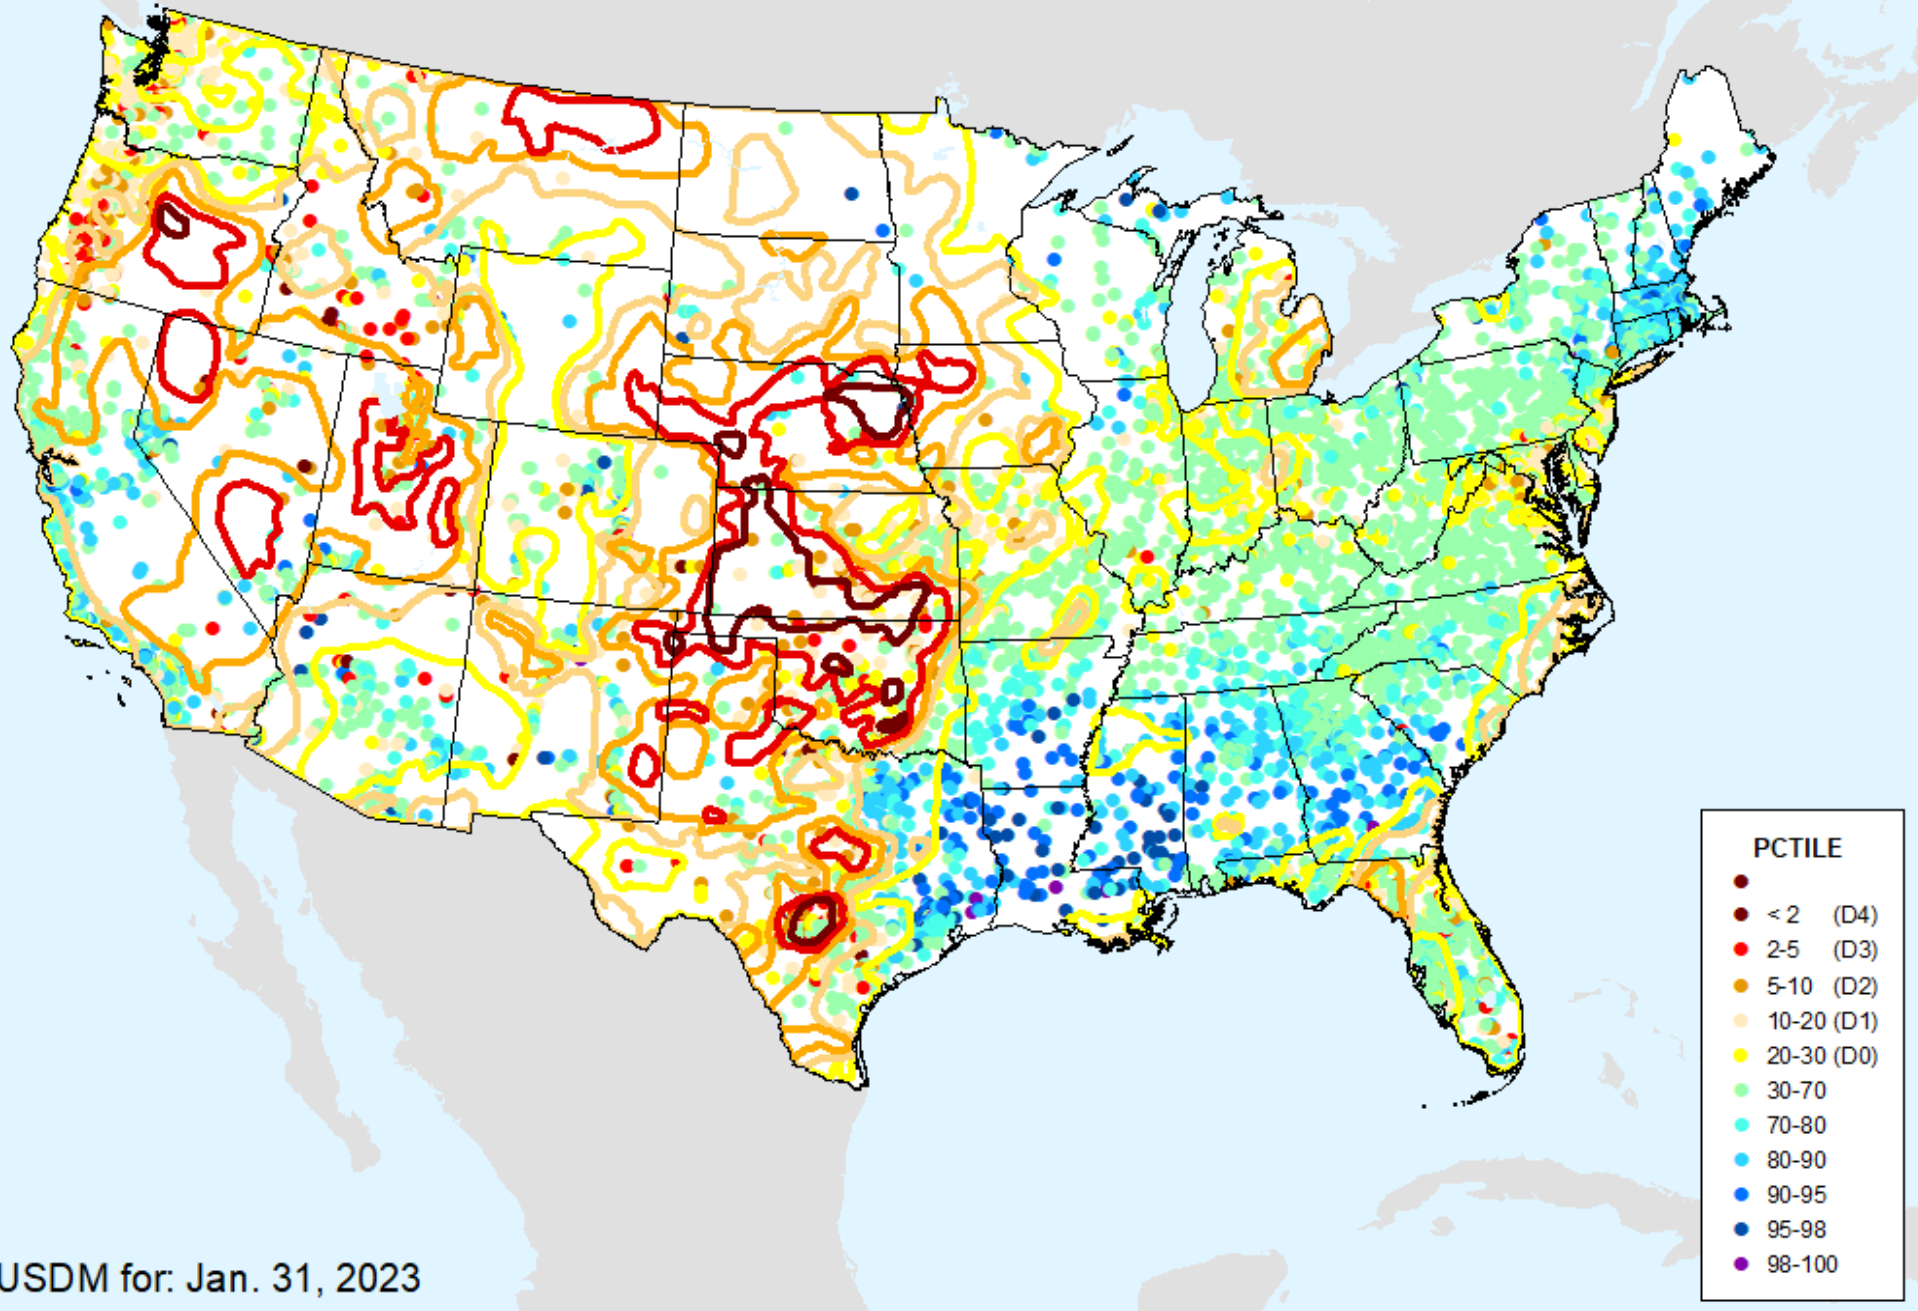 PCTILE
< 2 (D4)
2-5 (D3)
5-10 (D2)
10-20 (D1)
20-30 (D0)
30-70
70-80
80-90
90-95
95-98
98-100
USDM for: Jan. 31, 2023